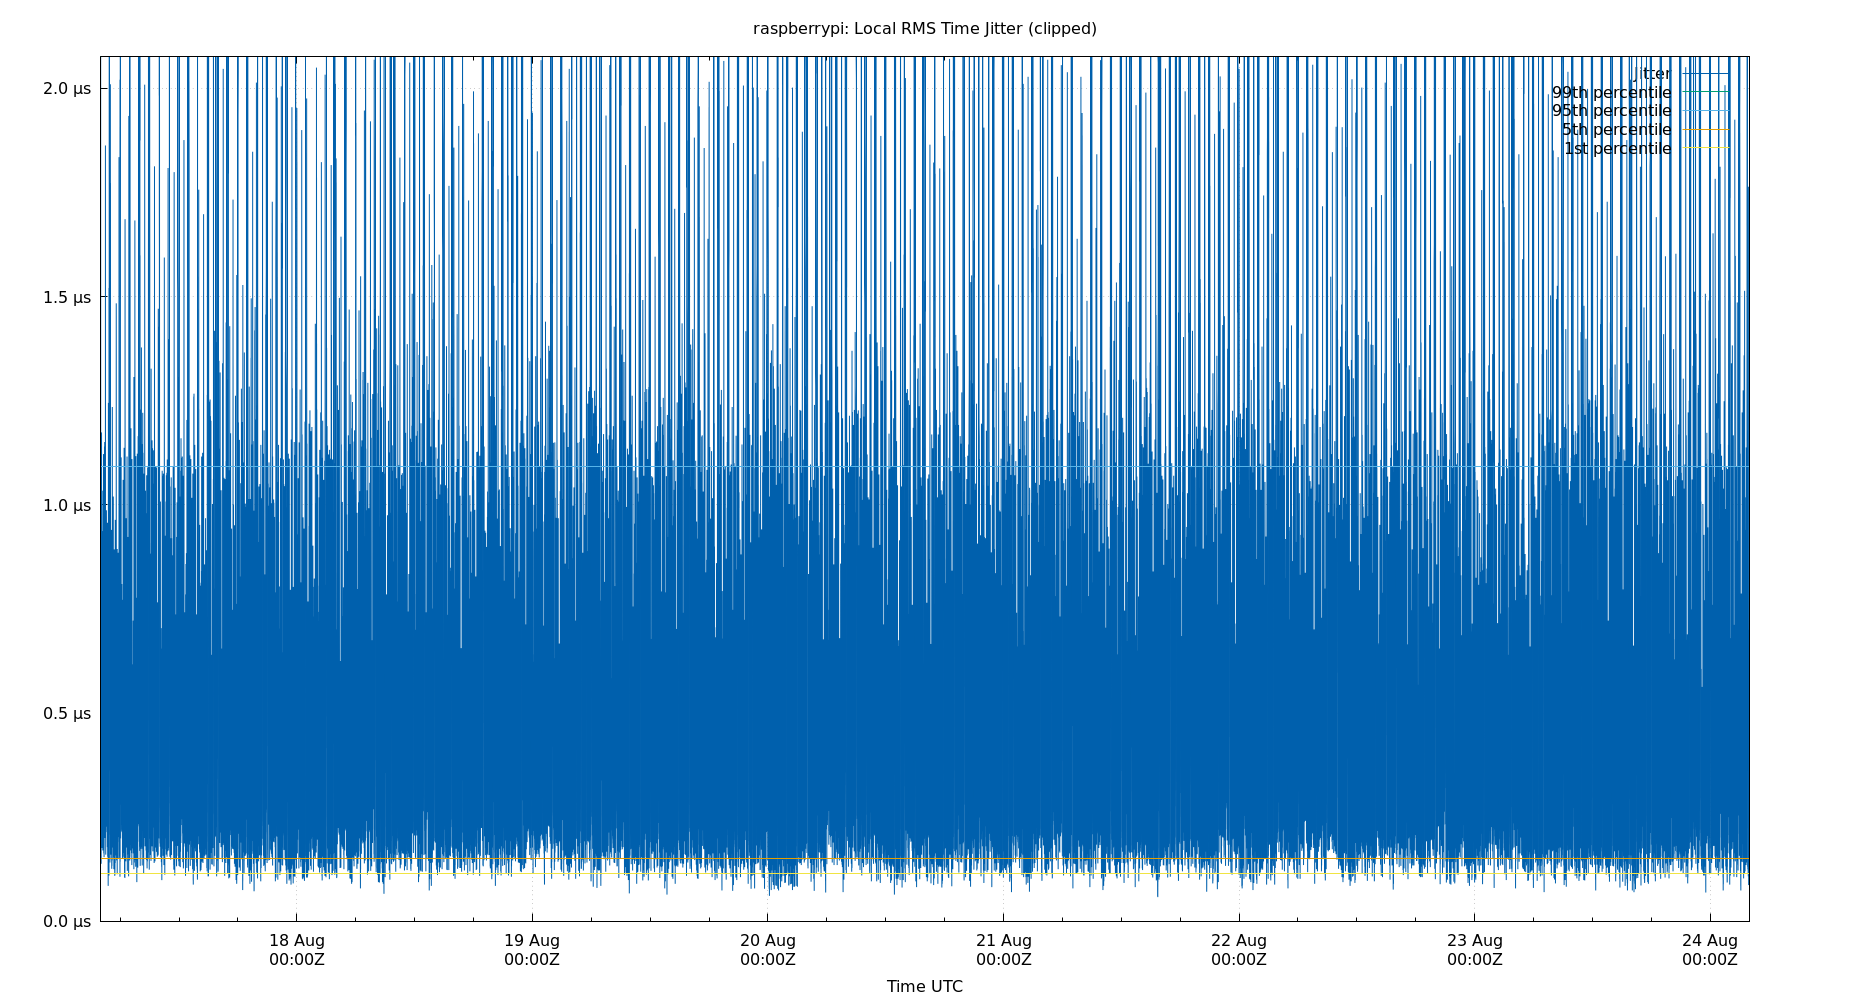 raspberrypi: Local RMS Time Jitter (clipped)
2.0 µs
1.5 µs
1.0 µs
0.5 µs
0.0 µs
Jitter
99th percentile
95th percentile
5th percentile
1st percentile
18 Aug
00:00Z
19 Aug
00:00Z
20 Aug
00:00Z
21 Aug
00:00Z
22 Aug
00:00Z
23 Aug
00:00Z
24 Aug
00:00Z
Time UTC